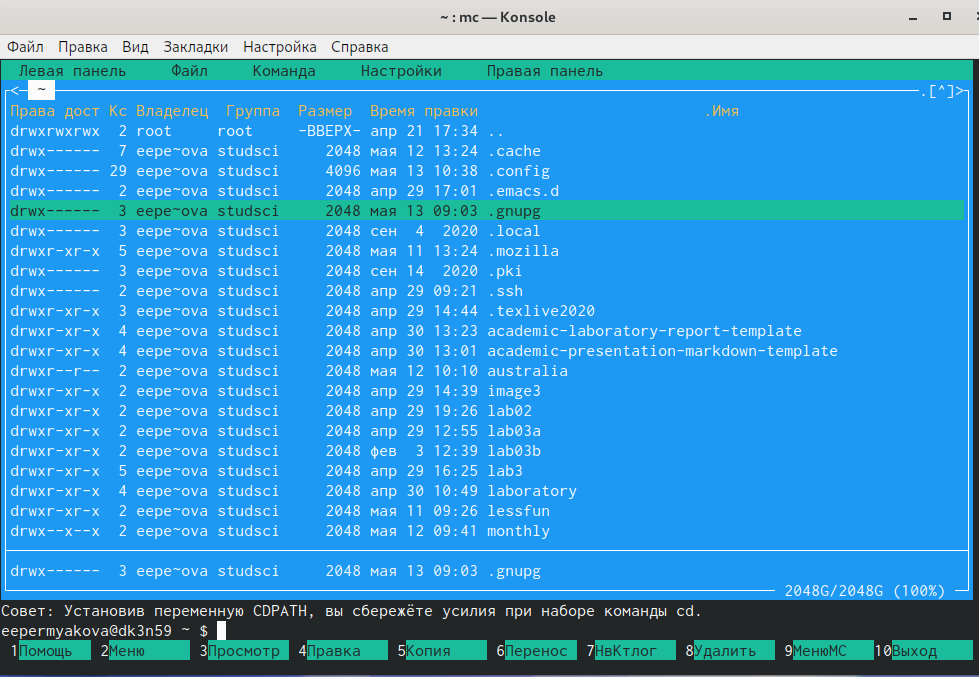 ~ : mc — Konsole
Файл Правка Вид Закладки Настройка Справка
Левая панель Файл Команда Настройки Правая панель
<─ ~ .[^]>
Права дост Кс Владелец Группа Размер Время правки .Имя
drwxrwxrwx 2 root root -ВВЕРХ- апр 21 17:34 ..
drwx------ 7 eepe~ova studsci 2048 мая 12 13:24 .cache
drwx------ 29 eepe~ova studsci 4096 мая 13 10:38 .config
drwx------ 2 eepe~ova studsci 2048 апр 29 17:01 .emacs.d
drwx------ 3 eepe~ova studsci 2048 мая 13 09:03 .gnupg
drwx------ 3 eepe~ova studsci 2048 сен 4 2020 .local
drwxr-xr-x 5 eepe~ova studsci 2048 мая 11 13:24 .mozilla
drwx------ 3 eepe~ova studsci 2048 сен 14 2020 .pki
drwx------ 2 eepe~ova studsci 2048 апр 29 09:21 .ssh
drwxr-xr-x 3 eepe~ova studsci 2048 апр 29 14:44 .texlive2020
drwxr-xr-x 4 eepe~ova studsci 2048 апр 30 13:23 academic-laboratory-report-template
drwxr-xr-x 4 eepe~ova studsci 2048 апр 30 13:01 academic-presentation-markdown-template
drwxr--r-- 2 eepe~ova studsci 2048 мая 12 10:10 australia
drwxr-xr-x 2 eepe~ova studsci 2048 апр 29 14:39 image3
drwxr-xr-x 2 eepe~ova studsci 2048 апр 29 19:26 lab02
drwxr-xr-x 2 eepe~ova studsci 2048 апр 29 12:55 lab03a
drwxr-xr-x 2 eepe~ova studsci 2048 фев 3 12:39 lab03b
drwxr-xr-x 5 eepe~ova studsci 2048 апр 29 16:25 lab3
drwxr-xr-x 4 eepe~ova studsci 2048 апр 30 10:49 laboratory
drwxr-xr-x 2 eepe~ova studsci 2048 мая 11 09:26 lessfun
drwx--x--x 2 eepe~ova studsci 2048 мая 12 09:41 monthly
drwx------ 3 eepe~ova studsci 2048 мая 13 09:03 .gnupg
2048G/2048G (100%)
Совет: Установив переменную CDPATH, вы сбережёте усилия при наборе команды cd.
eepermyakova@dk3n59 ~ $
1Помощь 2Меню 3Просмотр 4Правка 5Копия 6Перенос 7НвКтлог 8Удалить 9МенюMC 10Выход